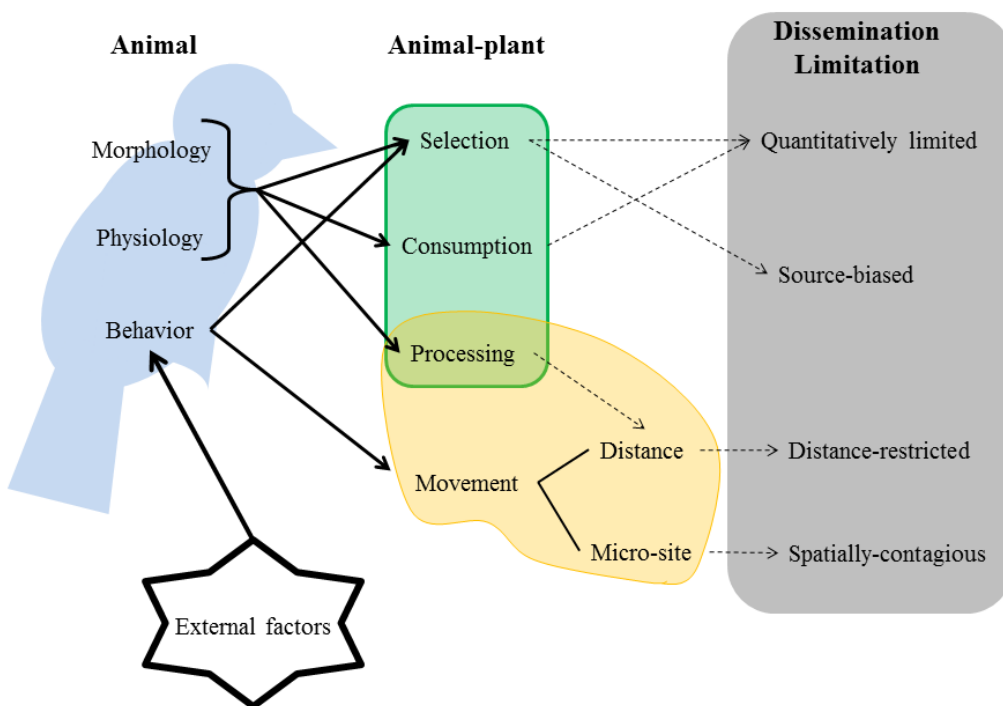 Animal
Animal-plant
Dissemination
Limitation
Morphology
Physiology
Behavior
External factors
Selection
Consumption
Processing
Movement
Distance
Micro-site
Quantitatively limited
Source-biased
Distance-restricted
Spatially-contagious